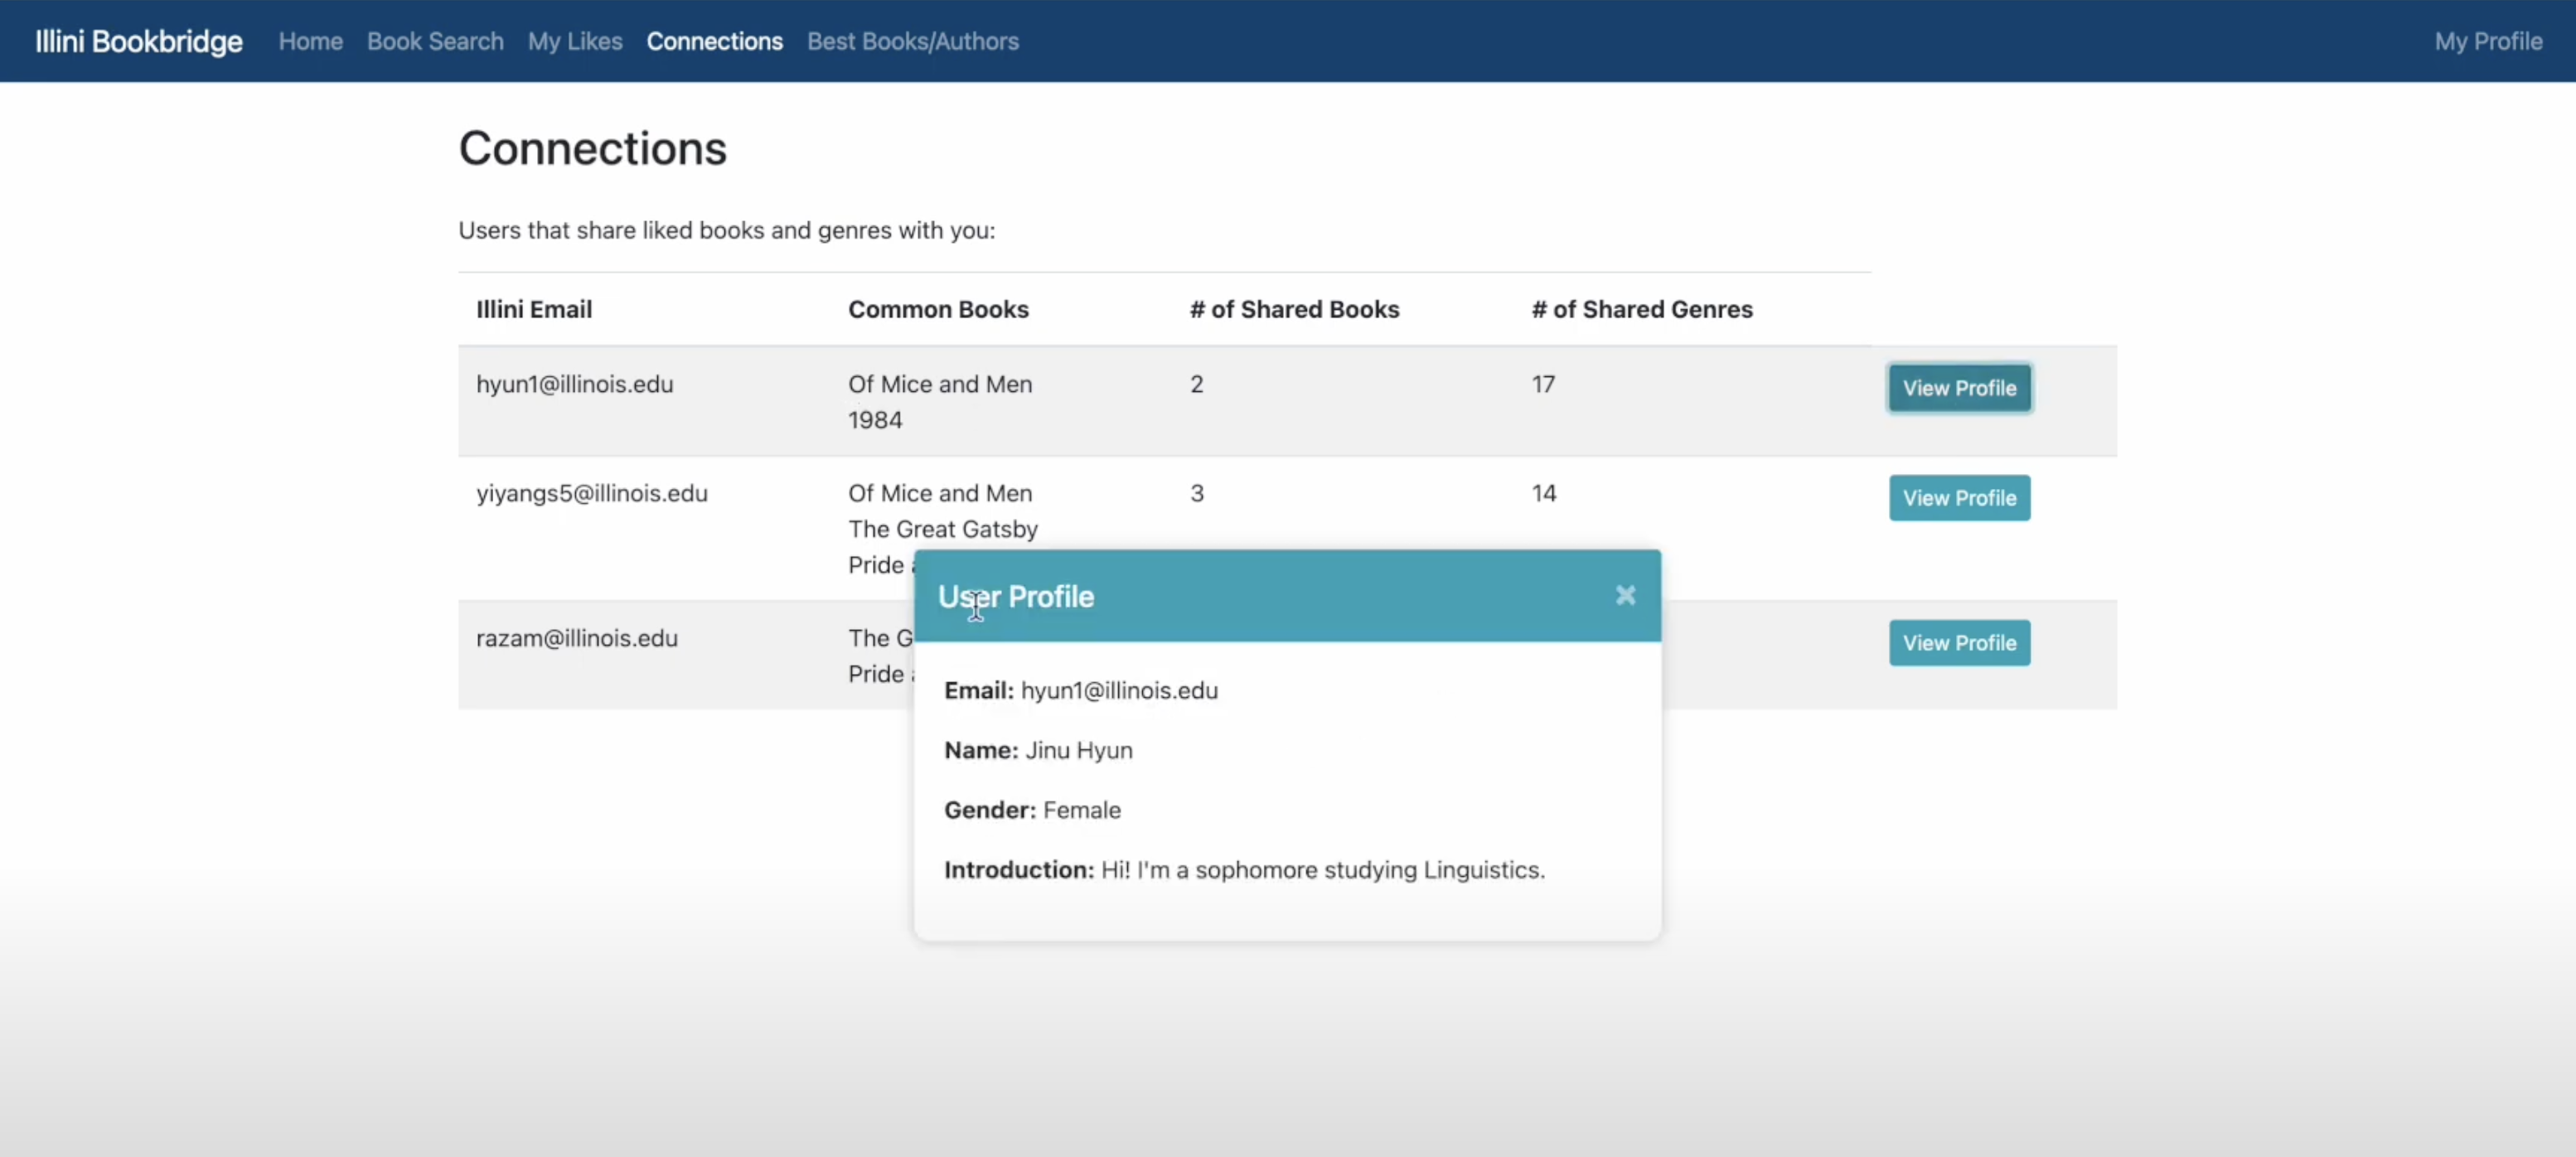 Illini Bookbridge Home Book Search My Likes Connections Best Books/Authors My Profile
Connections
Users that share liked books and genres with you:
Illini Email Common Books # of Shared Books # of Shared Genres
hyun1@illinois.edu Of Mice and Men 2 17 View Profile
1984
yiyangs5@illinois.edu Of Mice and Men 3 14 View Profile
The Great Gatsby
Pride
razam@illinois.edu The G View Profile
Pride
User Profile ×
Email: hyun1@illinois.edu
Name: Jinu Hyun
Gender: Female
Introduction: Hi! I'm a sophomore studying Linguistics.